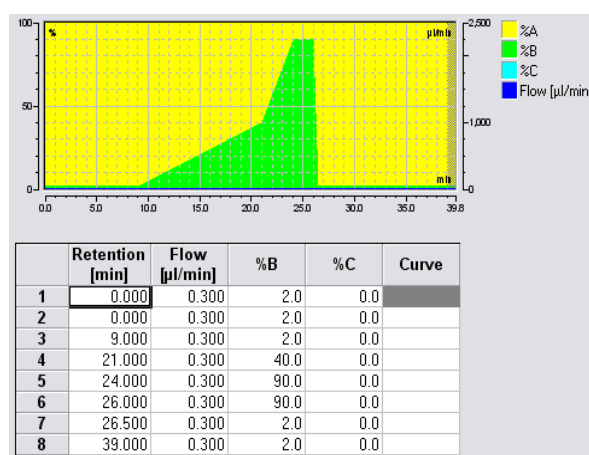 100
%
µl/min
2,500
50
1,000
0
min
0
0.0 5.0 10.0 15.0 20.0 25.0 30.0 35.0 39.8
%A
%B
%C
Flow [µl/min
Retention [min] Flow [µl/min] %B %C Curve
1 0.000 0.300 2.0 0.0
2 0.000 0.300 2.0 0.0
3 9.000 0.300 2.0 0.0
4 21.000 0.300 40.0 0.0
5 24.000 0.300 90.0 0.0
6 26.000 0.300 90.0 0.0
7 26.500 0.300 2.0 0.0
8 39.000 0.300 2.0 0.0